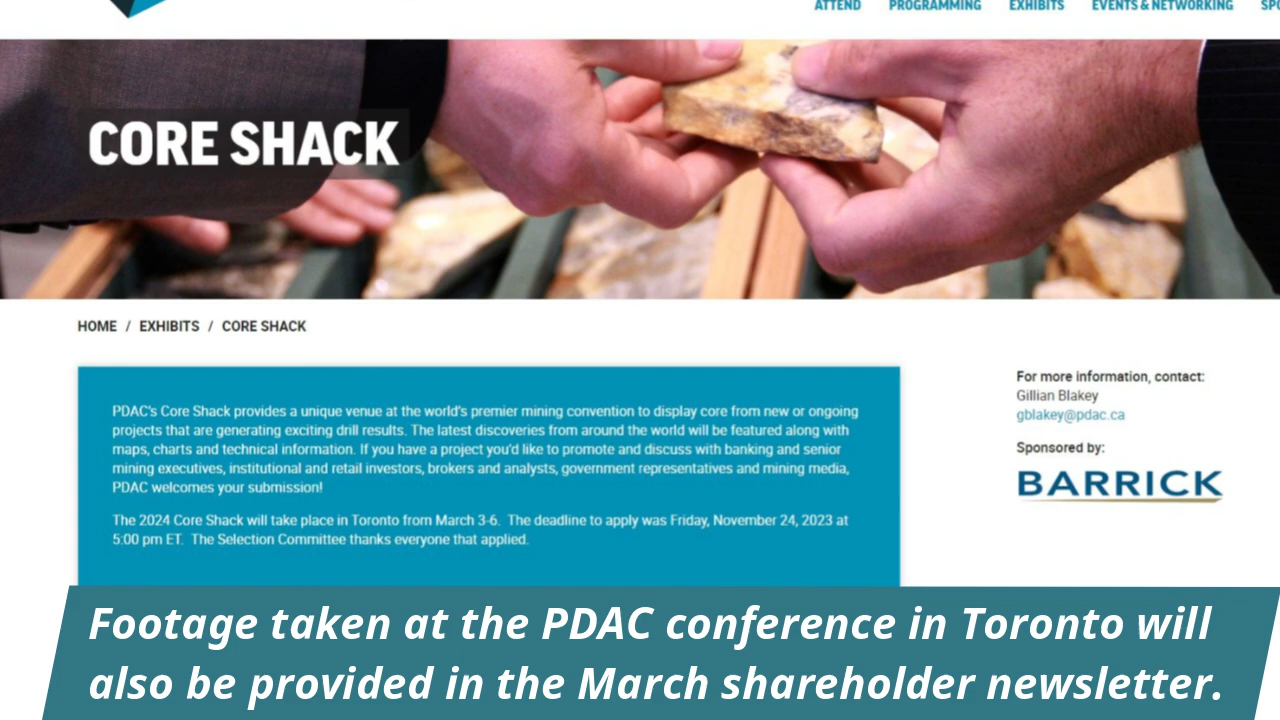 ATTEND PROGRAMMING EXHIBITS EVENTS & NETWORKING
CORE SHACK
HOME / EXHIBITS / CORE SHACK
PDAC's Core Shack provides a unique venue at the world's premier mining convention to display core from new or ongoing
projects that are generating exciting drill results. The latest discoveries from around the world will be featured along with
maps, charts and technical information. If you have a project you'd like to promote and discuss with banking and senior
mining executives, institutional and retail investors, brokers and analysts, government representatives and mining media,
PDAC welcomes your submission!
The 2024 Core Shack will take place in Toronto from March 3-6. The deadline to apply was Friday, November 24, 2023 at
5:00 pm ET. The Selection Committee thanks everyone that applied.
For more information, contact:
Gillian Blakey
gblakey@pdac.ca
Sponsored by:
BARRICK
Footage taken at the PDAC conference in Toronto will
also be provided in the March shareholder newsletter.